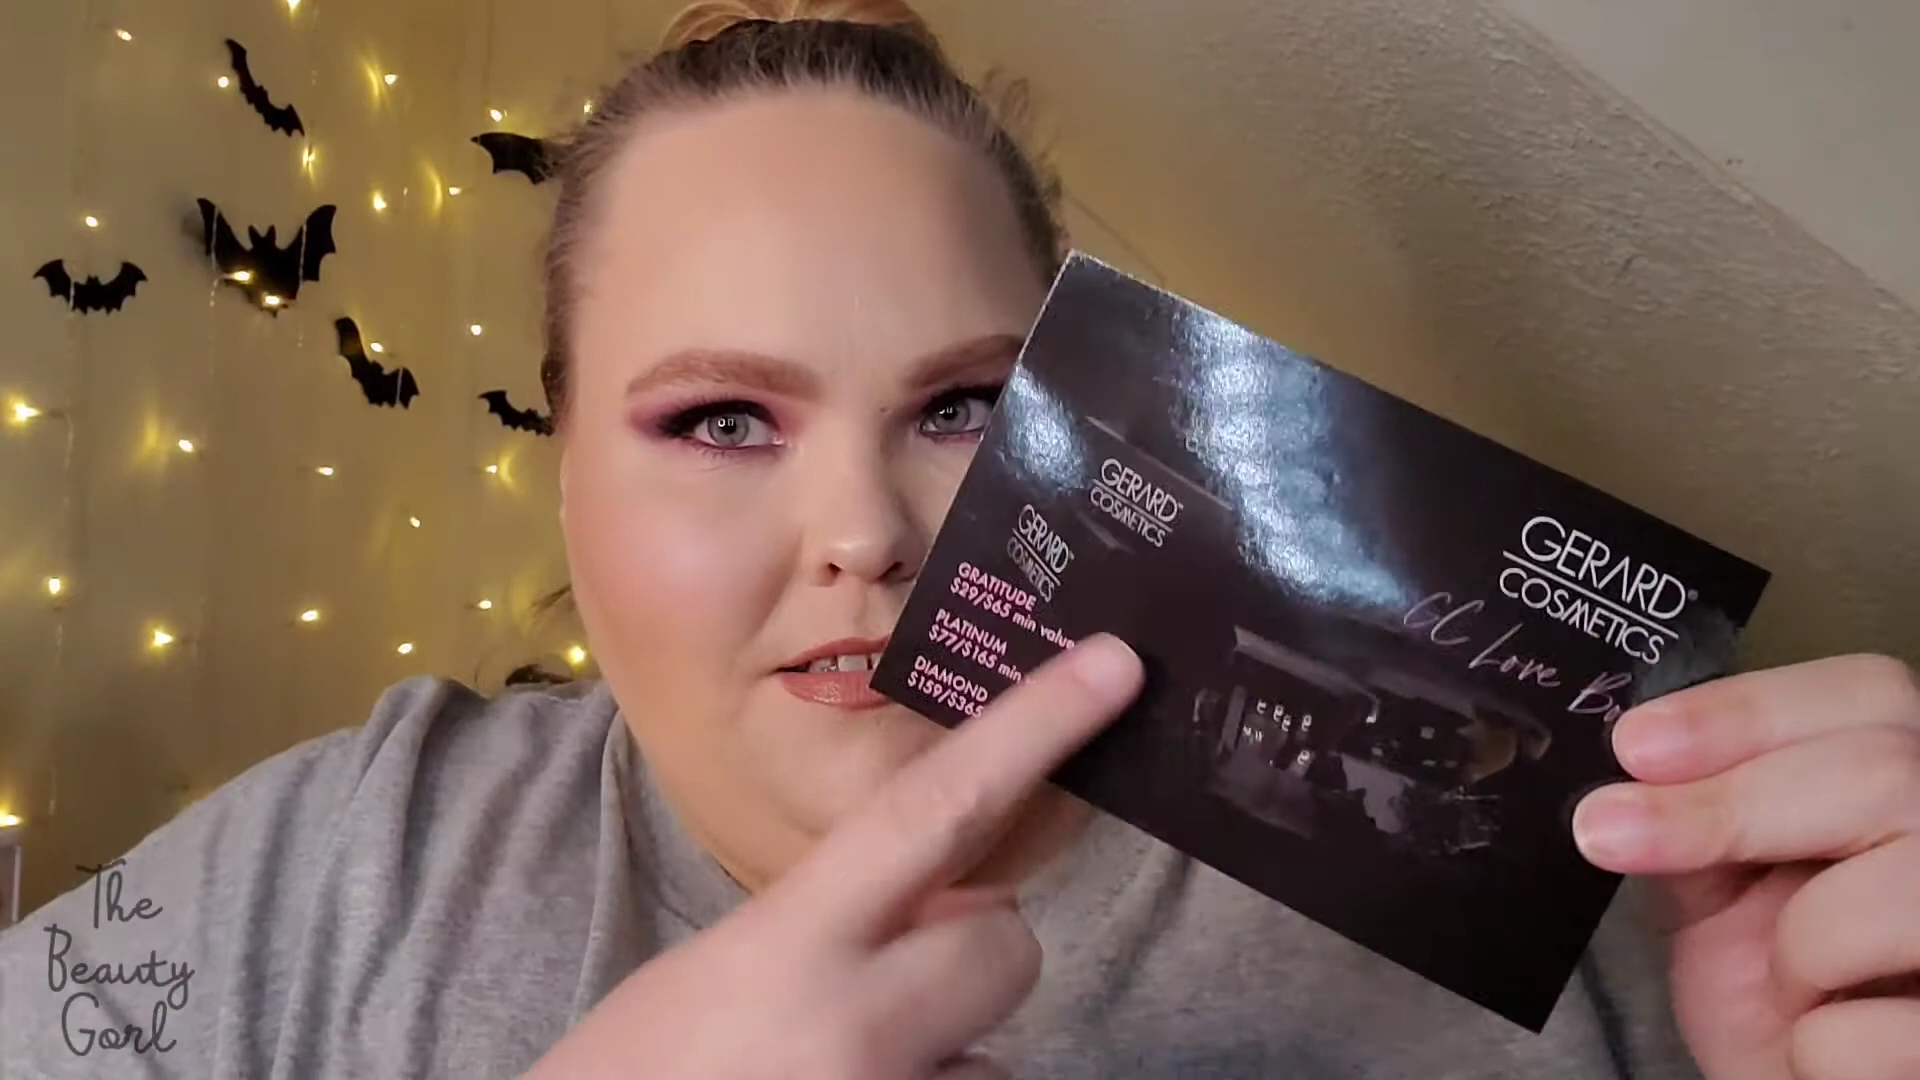 GERARD
COSMETICS
GERARD
COSMETICS
GRATITUDE
$29/$65 min value
PLATINUM
$77/$165 min
DIAMOND
$159/$365
GERARD
COSMETICS
GC Love
The
Beauty
Gorl